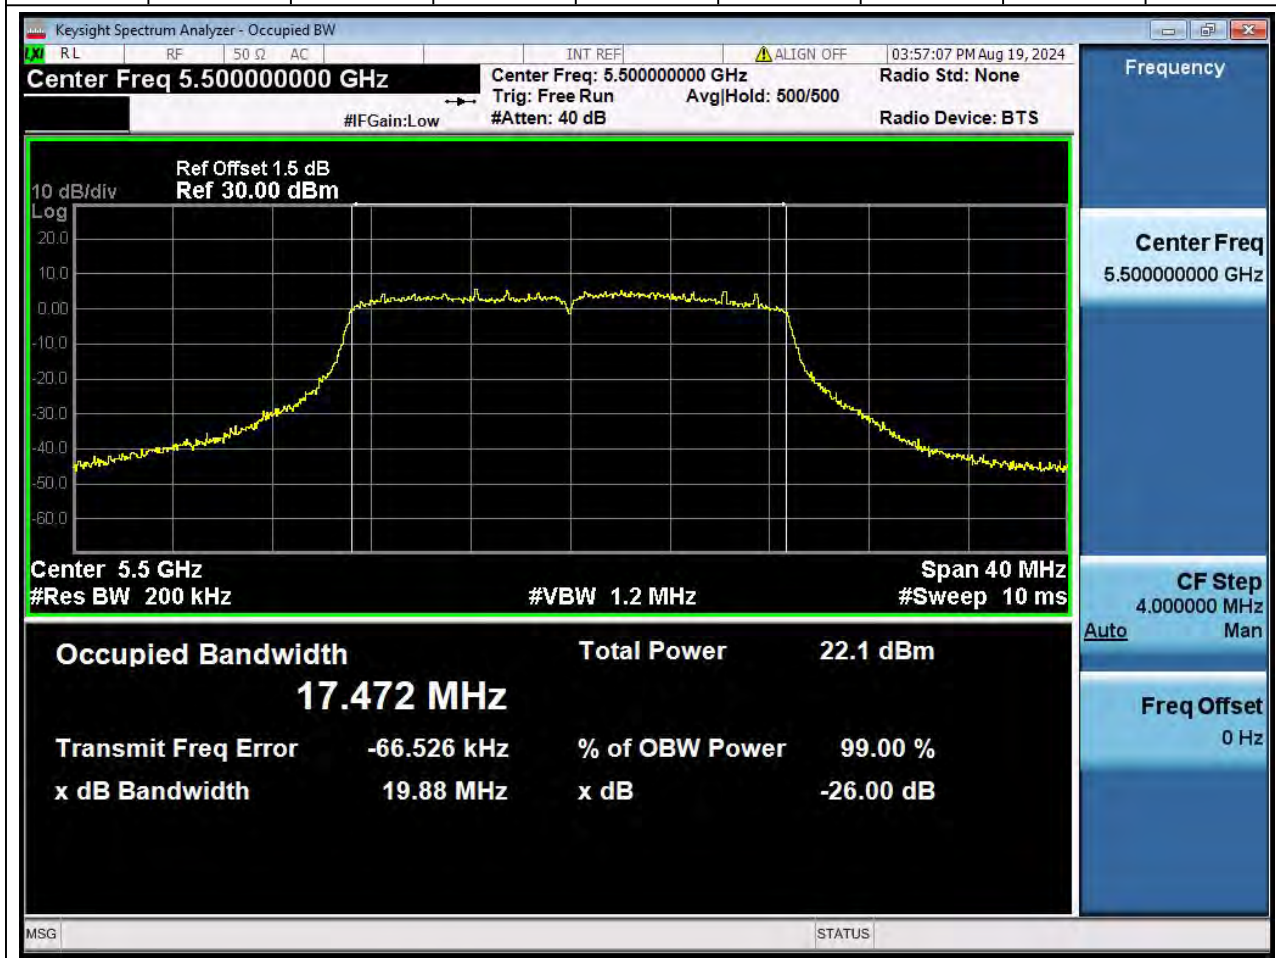 Keysight Spectrum Analyzer - Occupied BW
LXI RL RF 50 Ω AC INT REF ALIGN OFF 03:57:07 PM Aug 19, 2024
Center Freq 5.500000000 GHz
Center Freq: 5.500000000 GHz Radio Std: None
Trig: Free Run Avg|Hold: 500/500
#IFGain:Low #Atten: 40 dB Radio Device: BTS
Ref Offset 1.5 dB
10 dB/div Ref 30.00 dBm
Log
20.0
10.0
0.00
-10.0
-20.0
-30.0
-40.0
-50.0
-60.0
Center 5.5 GHz Span 40 MHz
#Res BW 200 kHz #VBW 1.2 MHz #Sweep 10 ms
Occupied Bandwidth Total Power 22.1 dBm
17.472 MHz
Transmit Freq Error -66.526 kHz % of OBW Power 99.00 %
x dB Bandwidth 19.88 MHz x dB -26.00 dB
MSG STATUS
Frequency
Center Freq
5.500000000 GHz
CF Step
4.000000 MHz
Auto Man
Freq Offset
0 Hz